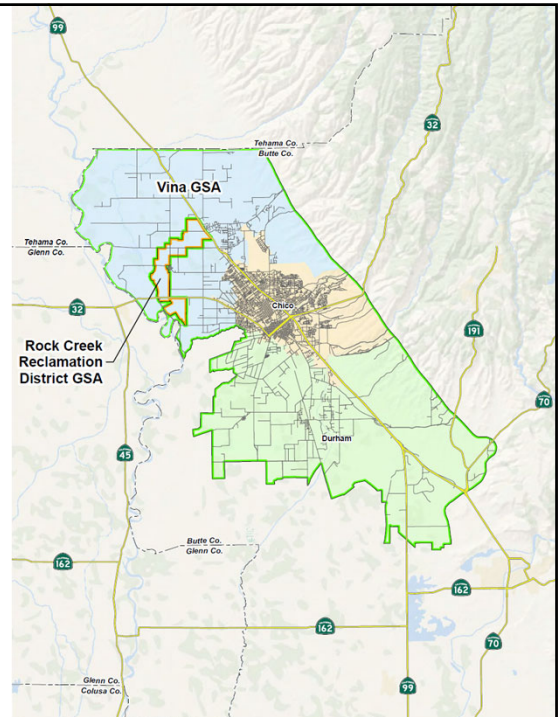 99
32
Tehama Co.
Butte Co.
Vina GSA
Tehama Co.
Glenn Co.
32
Chico
191
Rock Creek
Reclamation
District GSA
70
Durham
45
Butte Co.
Glenn Co.
162
162
162
70
Glenn Co.
Colusa Co.
99